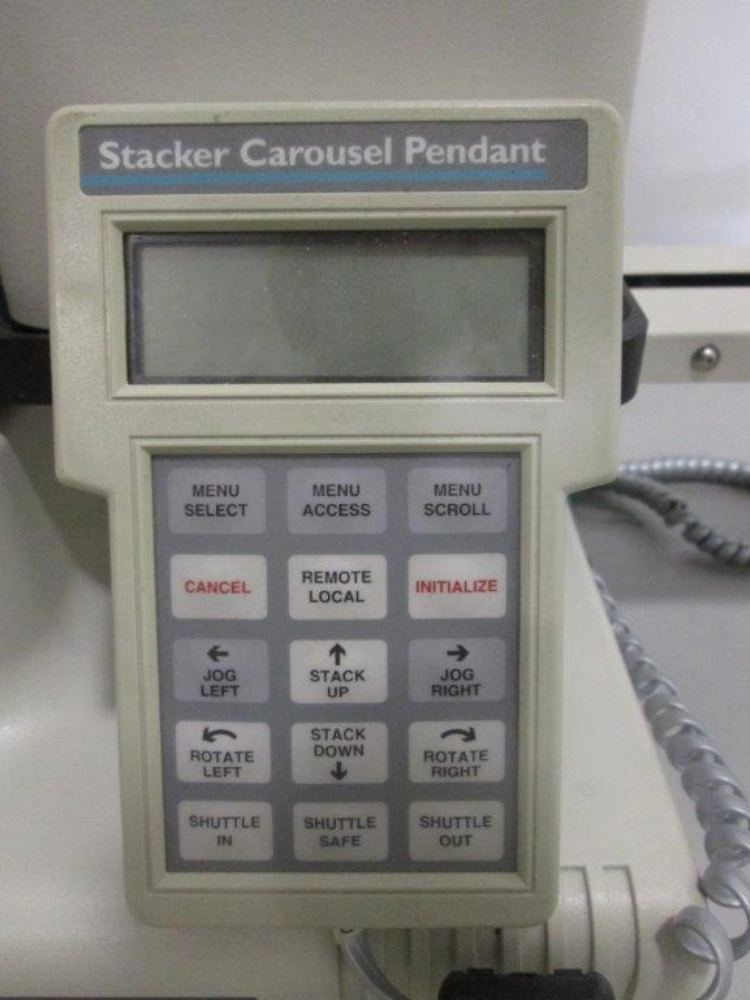 Stacker Carousel Pendant
MENU
SELECT
MENU
ACCESS
MENU
SCROLL
CANCEL
REMOTE
LOCAL
INITIALIZE
JOG
LEFT
STACK
UP
JOG
RIGHT
ROTATE
LEFT
STACK
DOWN
ROTATE
RIGHT
SHUTTLE
IN
SHUTTLE
SAFE
SHUTTLE
OUT